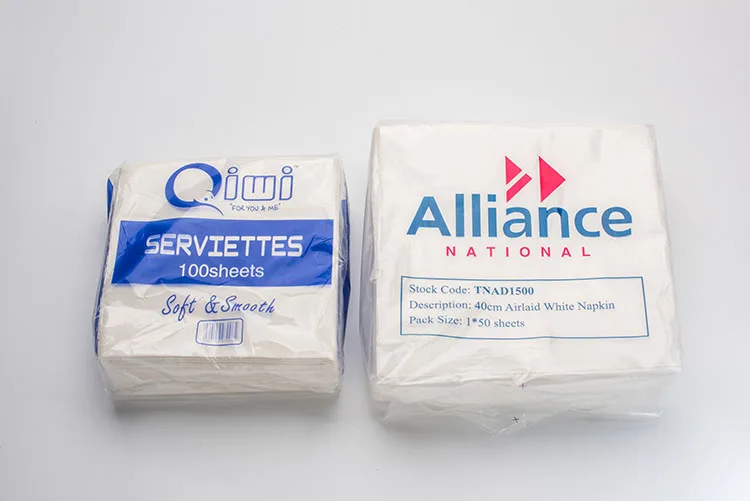 Qiwi
"FOR YOU & ME"
SERVIETTES
100sheets
Soft & Smooth
Alliance
NATIONAL
Stock Code: TNAD1500
Description: 40cm Airlaid White Napkin
Pack Size: 1*50 sheets